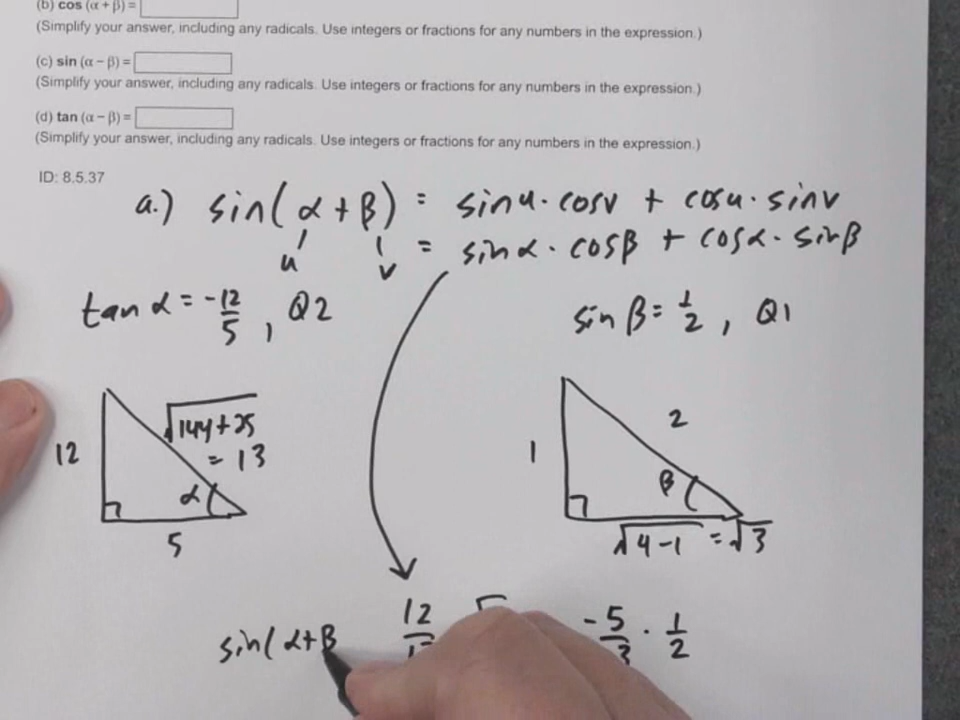 (b) cos (α + β) =
(Simplify your answer, including any radicals. Use integers or fractions for any numbers in the expression.)
(c) sin (α − β) =
(Simplify your answer, including any radicals. Use integers or fractions for any numbers in the expression.)
(d) tan (α − β) =
(Simplify your answer, including any radicals. Use integers or fractions for any numbers in the expression.)
ID: 8.5.37
a.) sin(α + β) = sinu · cosv + cosu · sinv
u v = sinα · cosβ + cosα · sinβ
tan α = -12/5, Q2
sin β = 1/2, Q1
12
√144+25
= 13
α
5
1
2
β
√4-1 = √3
sin(α+β 12 -5 · 1/2